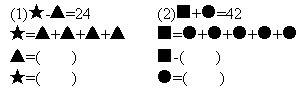 (1)★-▲=24 (2)■+●=42
★=▲+▲+▲+▲ ■=●+●+●+●+●
▲=( ) ■-( )
★=( ) ●=( )